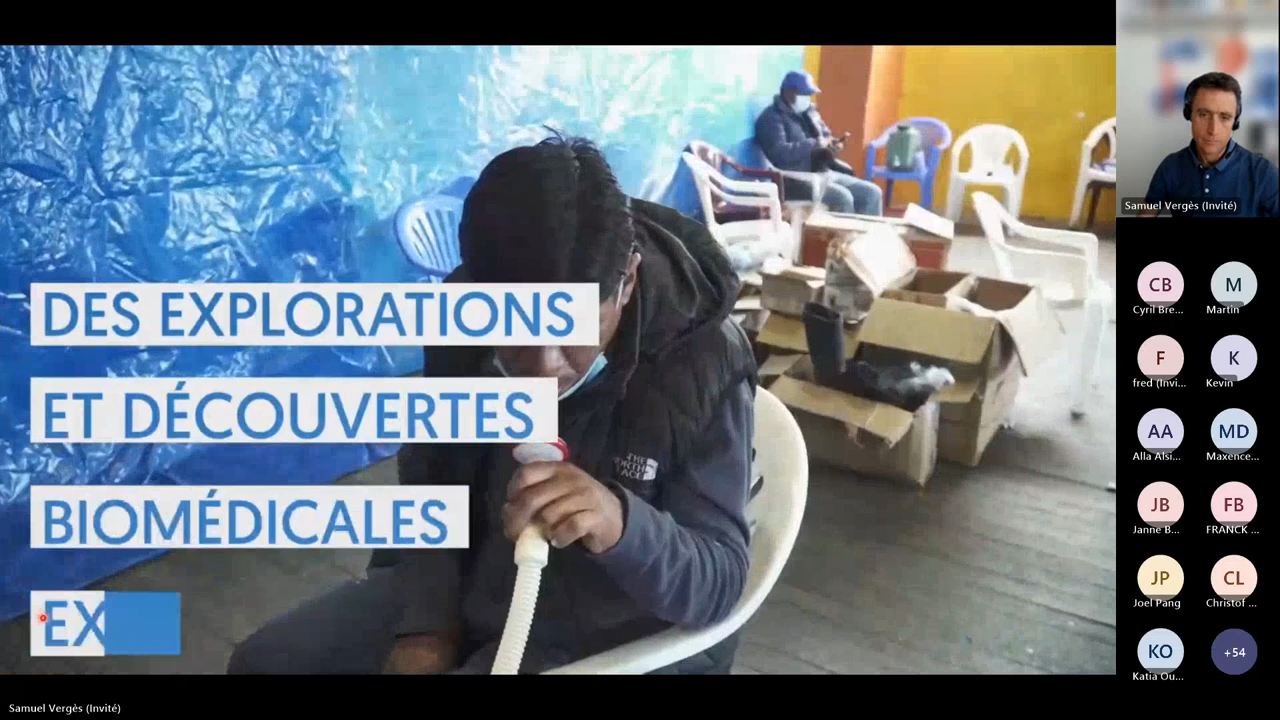 DES EXPLORATIONS
ET DÉCOUVERTES
BIOMÉDICALES
EX
THE
NORTH
FACE
Samuel Vergès (Invité)
CB
M
Cyril Bre...
Martin
F
K
fred (Invi...
Kevin
AA
MD
Alla Alsi...
Maxence...
JB
FB
Janne B...
FRANCK ...
JP
CL
Joel Pang
Christof ...
KO
+54
Katia Ou...
Samuel Vergès (Invité)